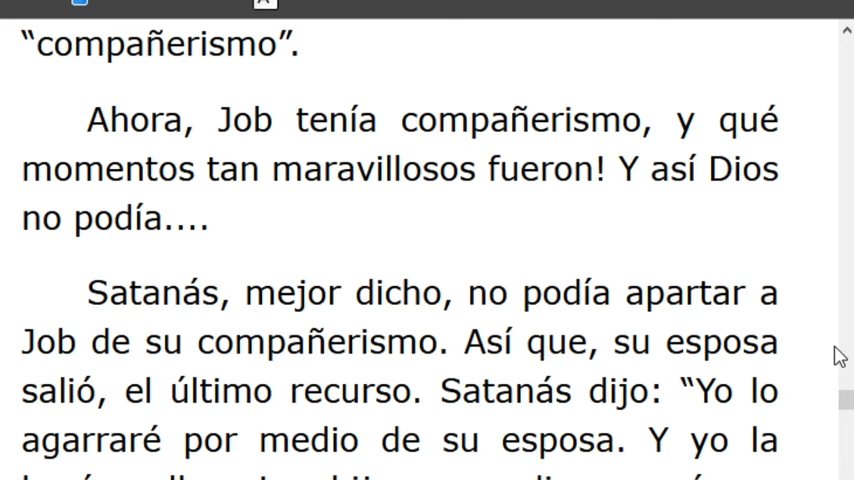 “compañerismo”.
Ahora, Job tenía compañerismo, y qué
momentos tan maravillosos fueron! Y así Dios
no podía....
Satanás, mejor dicho, no podía apartar a
Job de su compañerismo. Así que, su esposa
salió, el último recurso. Satanás dijo: “Yo lo
agarraré por medio de su esposa. Y yo la